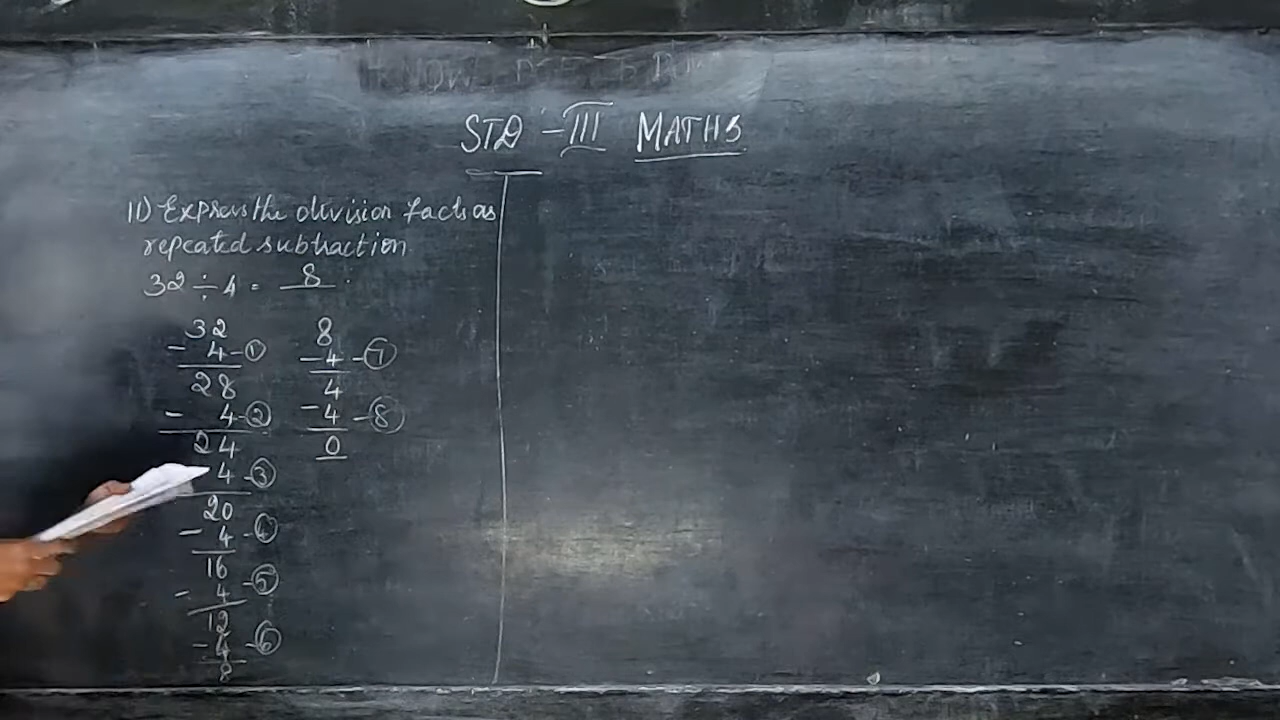 STD - III MATHS
11) Express the division facts as
repeated subtraction
32 ÷ 4 = 8
32
- 4 - ①
28
- 4 - ②
24
4 - ③
20
- 4 - ④
16
- 4 - ⑤
12
- 4 - ⑥
8
8
- 4 - ⑦
4
- 4 - ⑧
0